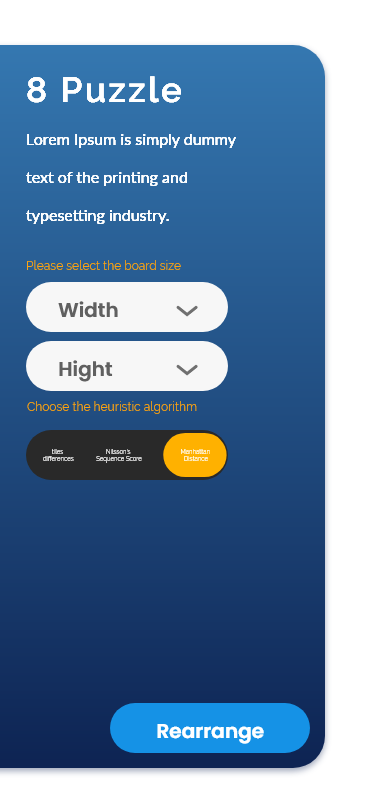 8 Puzzle
Lorem Ipsum is simply dummy
text of the printing and
typesetting industry.
Please select the board size
Width
Hight
Choose the heuristic algorithm
tiles
differences
Nilsson's
Sequence Score
Manhattan
Distance
Rearrange